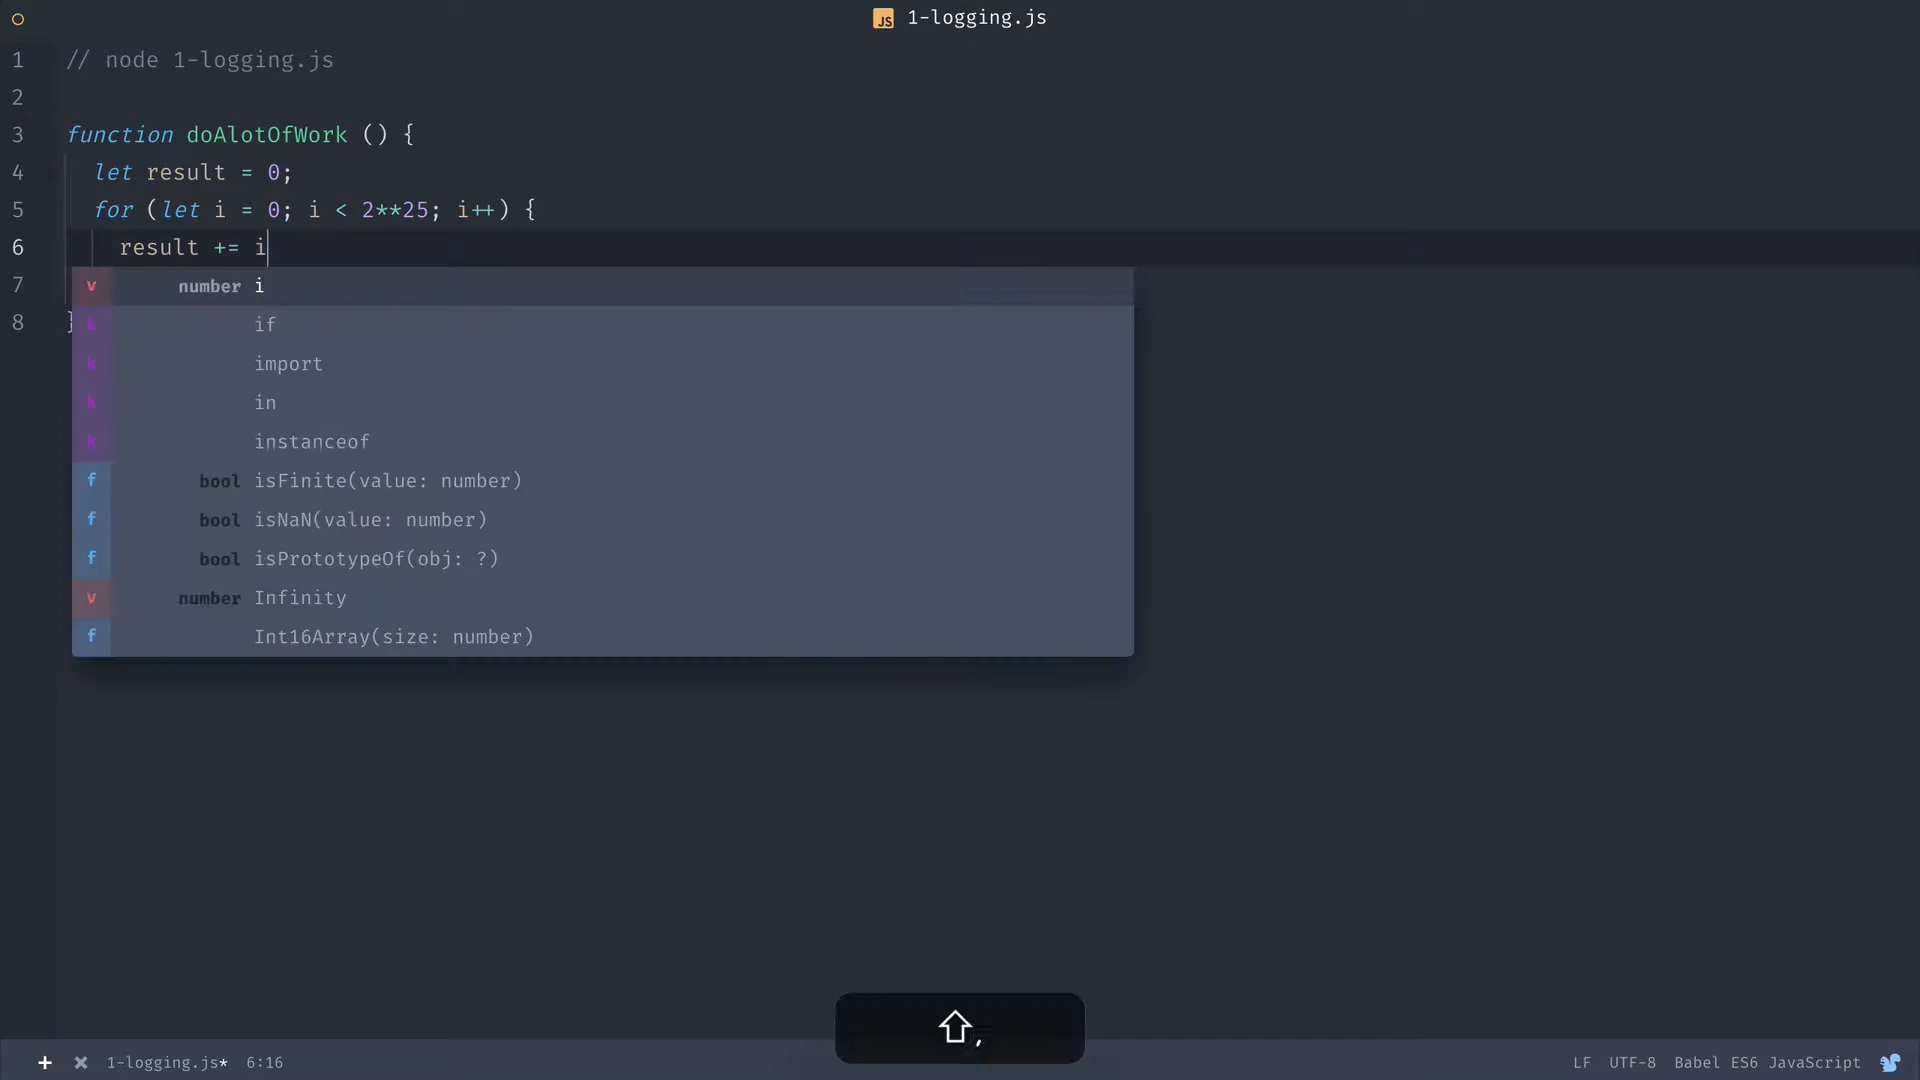 JS 1-logging.js
1 // node 1-logging.js
2
3 function doAlotOfWork () {
4 let result = 0;
5 for (let i = 0; i < 2**25; i++) {
6 result += i
7 v number i
8 } k if
k import
k in
k instanceof
f bool isFinite(value: number)
f bool isNaN(value: number)
f bool isPrototypeOf(obj: ?)
v number Infinity
f Int16Array(size: number)
⇧,
+ × 1-logging.js* 6:16 LF UTF-8 Babel ES6 JavaScript